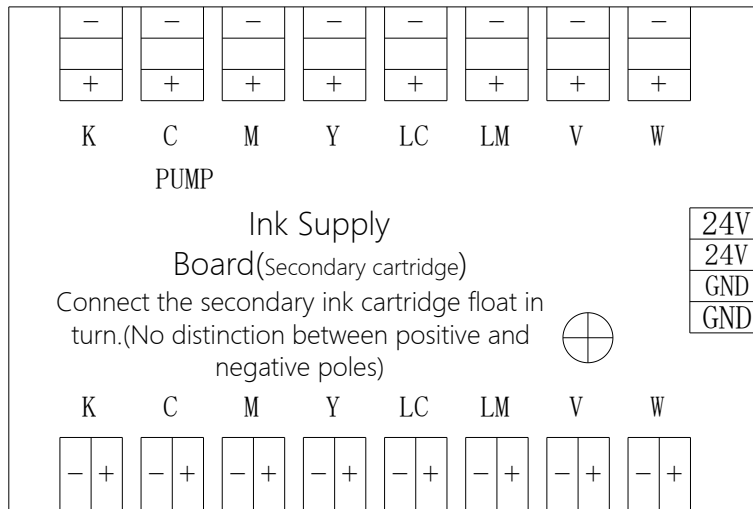 − − − − − − − −
+ + + + + + + +
K C M Y LC LM V W
PUMP
Ink Supply
Board(Secondary cartridge)
Connect the secondary ink cartridge float in
turn.(No distinction between positive and
negative poles)
24V
24V
GND
GND
K C M Y LC LM V W
− + − + − + − + − + − + − + − +